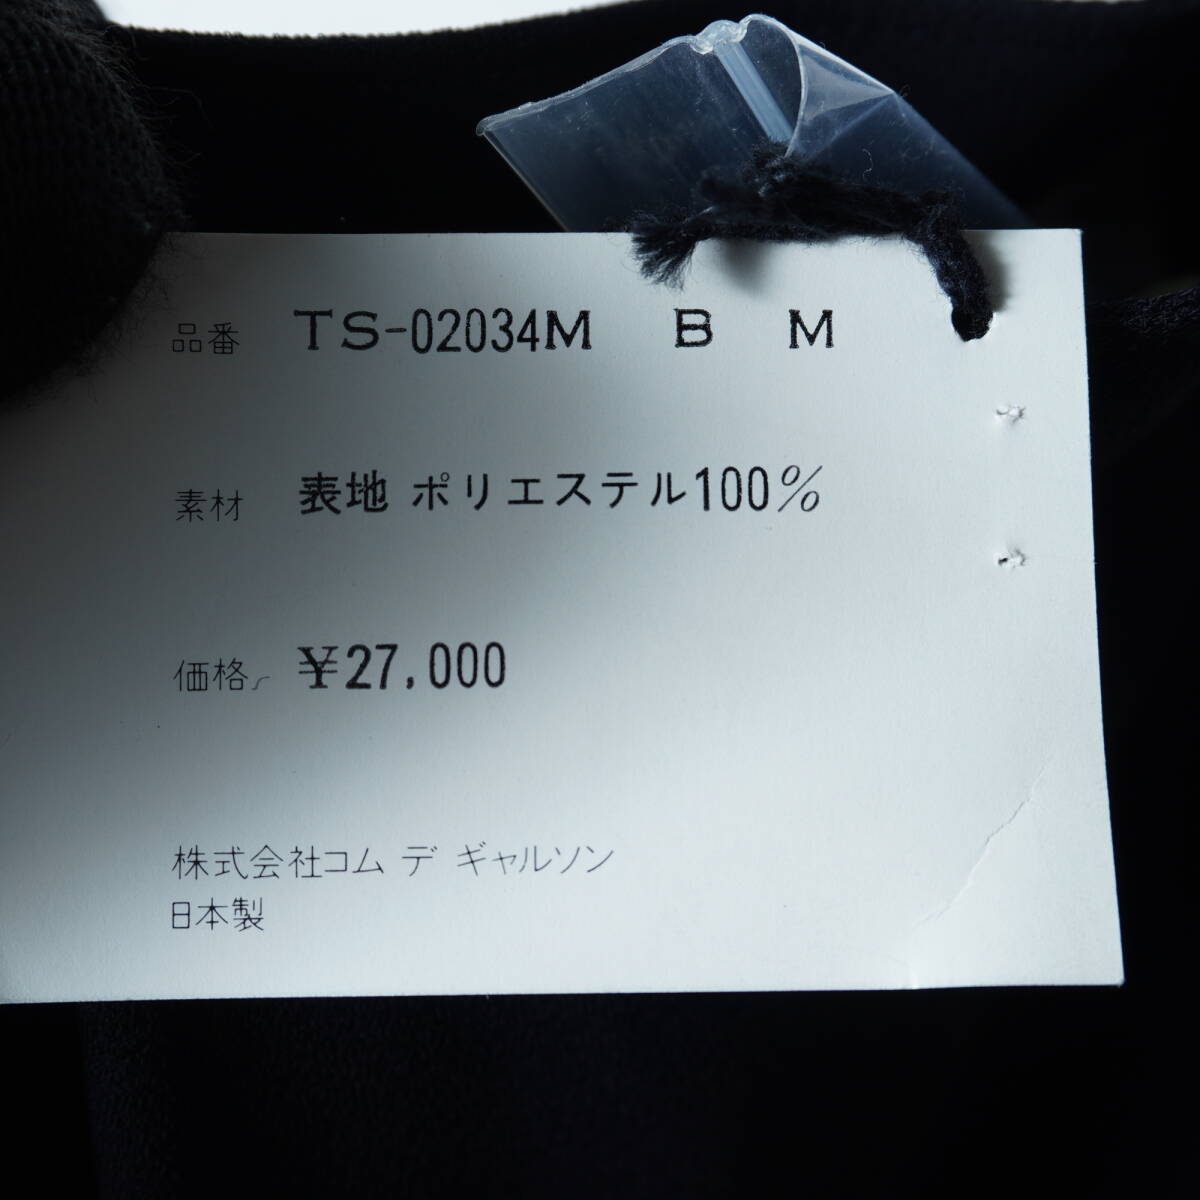 品番 TS-02034M B M
素材 表地 ポリエステル100%
価格 ¥27,000
株式会社コム デ ギャルソン
日本製